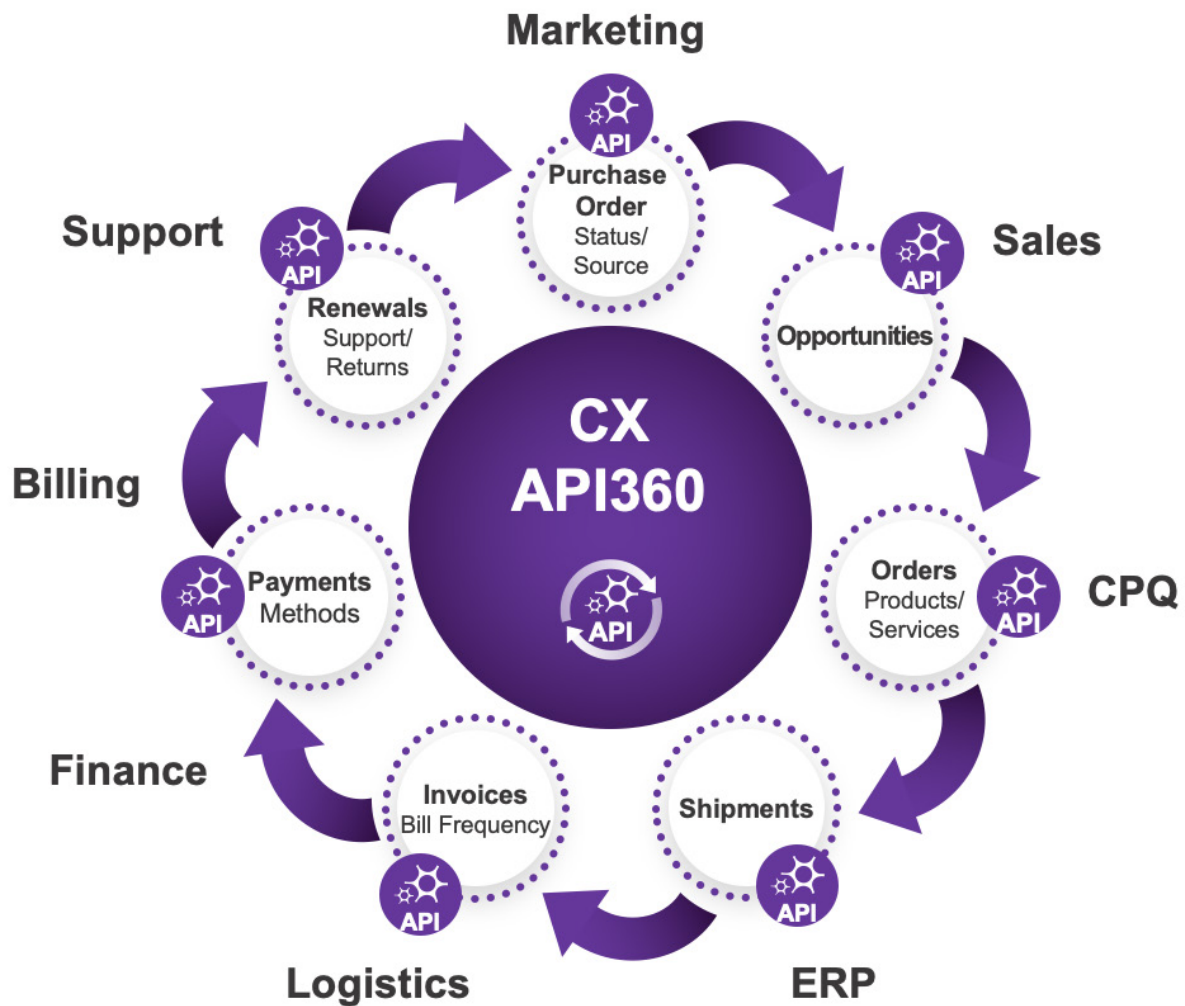 Marketing
API
Purchase
Order
Status/
Source
Sales
API
Opportunities
CPQ
Orders
Products/
Services
API
Shipments
API
ERP
Invoices
Bill Frequency
API
Logistics
Finance
Payments
Methods
API
Billing
Support
API
Renewals
Support/
Returns
CX
API360
API